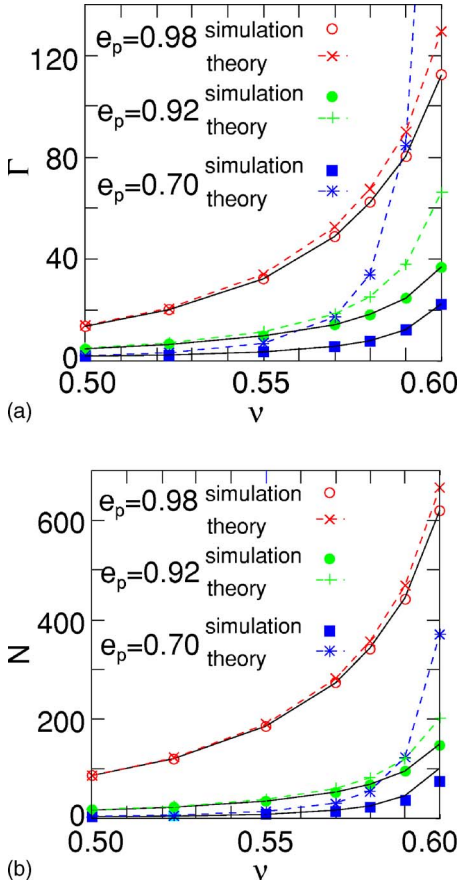 120
e_p=0.98 simulation
theory
e_p=0.92 simulation
theory
80
Γ
e_p=0.70 simulation
theory
40
0
0.50 0.55 0.60
(a) ν
e_p=0.98 simulation
theory
600
e_p=0.92 simulation
theory
400
N
e_p=0.70 simulation
theory
200
0
0.50 0.55 0.60
(b) ν